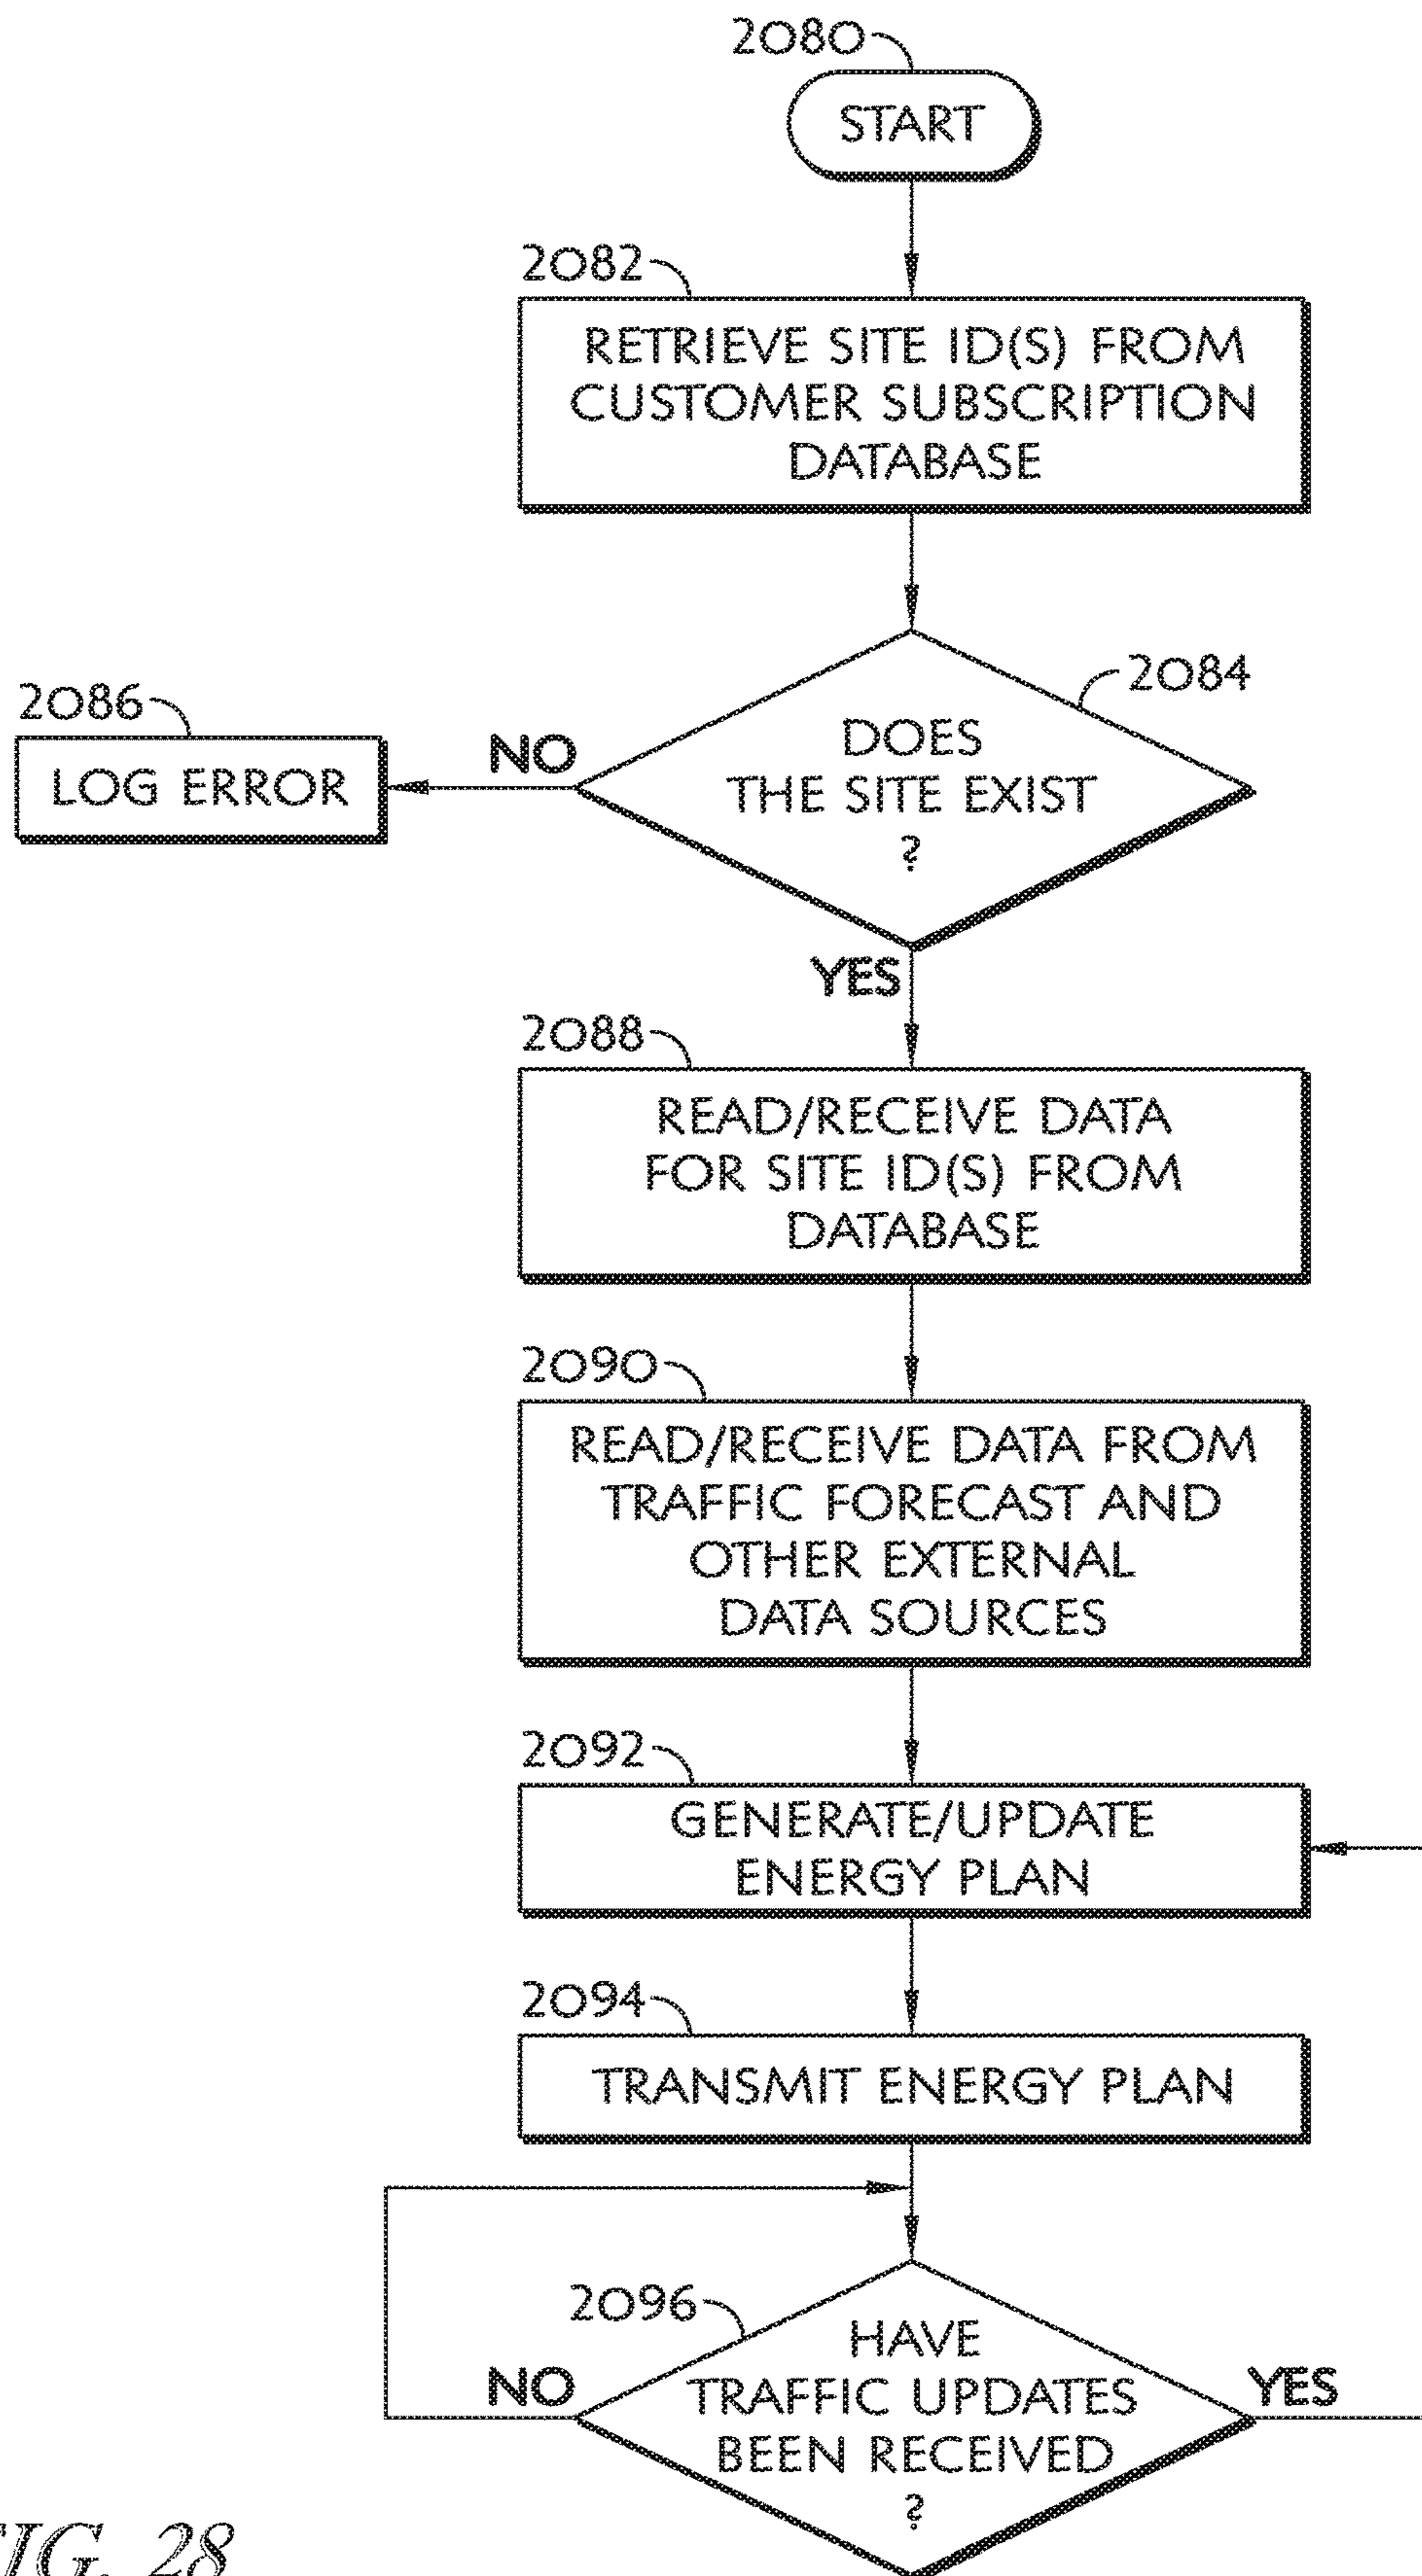 2080
START
2082
RETRIEVE SITE ID(S) FROM
CUSTOMER SUBSCRIPTION
DATABASE
2084
DOES
THE SITE EXIST
?
NO
2086
LOG ERROR
YES
2088
READ/RECEIVE DATA
FOR SITE ID(S) FROM
DATABASE
2090
READ/RECEIVE DATA FROM
TRAFFIC FORECAST AND
OTHER EXTERNAL
DATA SOURCES
2092
GENERATE/UPDATE
ENERGY PLAN
2094
TRANSMIT ENERGY PLAN
2096
HAVE
TRAFFIC UPDATES
BEEN RECEIVED
?
NO
YES
IG. 28